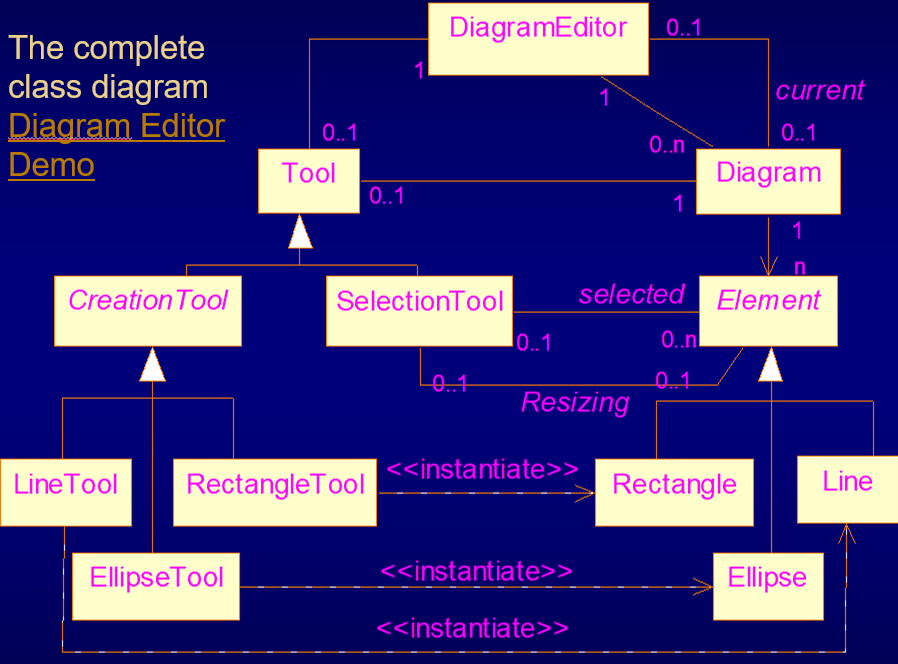 The complete
class diagram
Diagram Editor
Demo
DiagramEditor
0..1
1
1
current
0..1
0..n
0..1
Tool
Diagram
0..1
1
1
n
CreationTool
SelectionTool
selected
Element
0..1
0..n
0..1
0..1
Resizing
LineTool
RectangleTool
<<instantiate>>
Rectangle
Line
EllipseTool
<<instantiate>>
Ellipse
<<instantiate>>